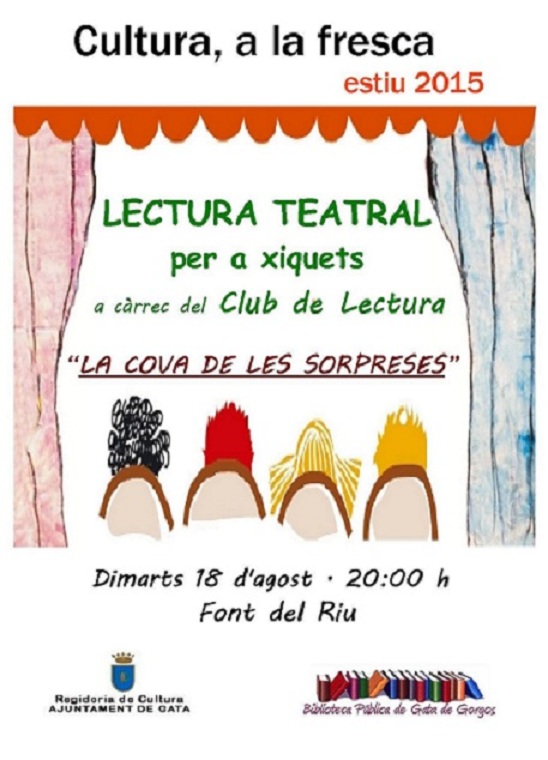 Cultura, a la fresca
estiu 2015
LECTURA TEATRAL
per a xiquets
a càrrec del Club de Lectura
“LA COVA DE LES SORPRESES”
Dimarts 18 d'agost · 20:00 h
Font del Riu
Regidoria de Cultura
AJUNTAMENT DE GATA
Biblioteca Pública de Gata de Gorgos